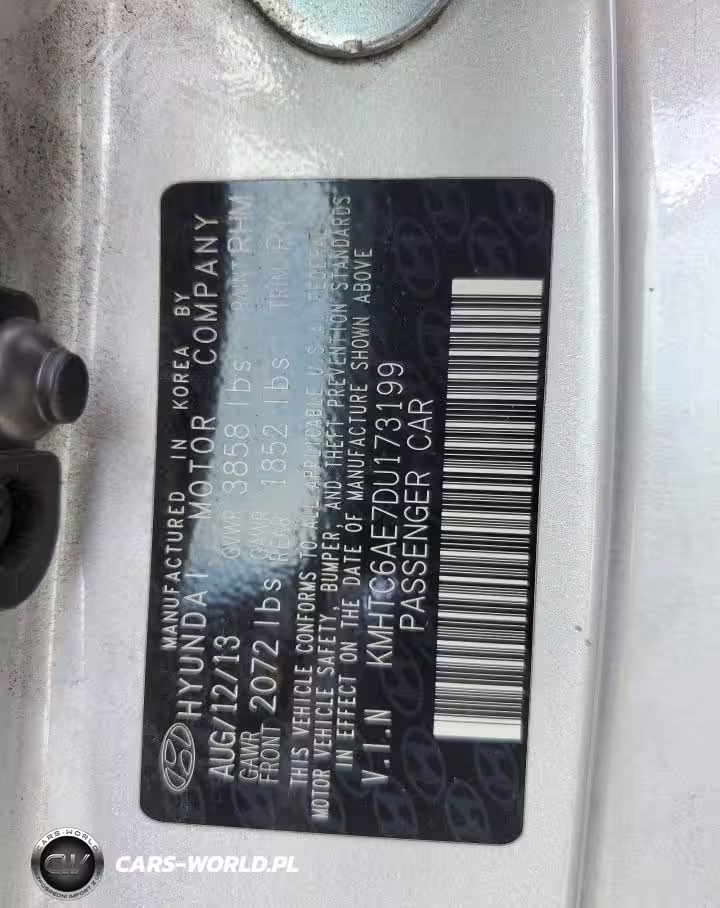 MANUFACTURED IN KOREA BY
HYUNDAI MOTOR COMPANY
AUG/12/13 GVWR 3858 lbs PAINT RHM
GAWR FRONT 2072 lbs GAWR REAR 1852 lbs TRIM RY
THIS VEHICLE CONFORMS TO ALL APPLICABLE U.S.A. FEDERAL
MOTOR VEHICLE SAFETY, BUMPER, AND THEFT PREVENTION STANDARDS
IN EFFECT ON THE DATE OF MANUFACTURE SHOWN ABOVE
V.I.N KMHTC6AE7DU173199
PASSENGER CAR
CARS-WORLD.PL